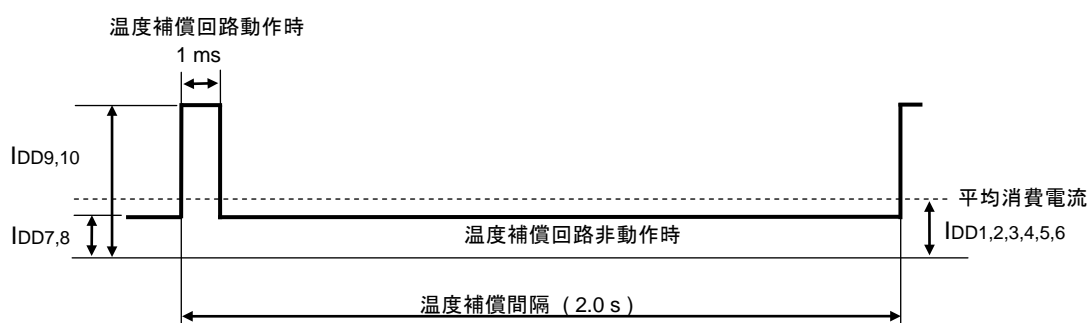 温度補償回路動作時
1 ms
IDD9,10
平均消費電流
IDD7,8
温度補償回路非動作時
IDD1,2,3,4,5,6
温度補償間隔 ( 2.0 s )